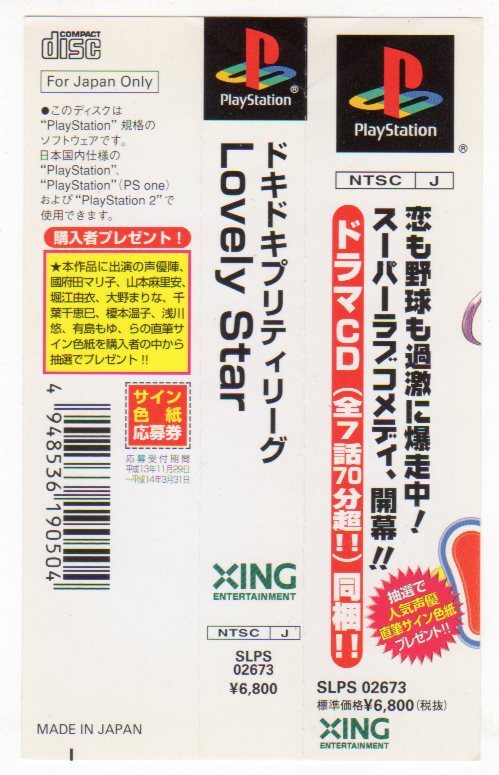 COMPACT
disc
For Japan Only
●このディスクは
“PlayStation” 規格の
ソフトウェアです。
日本国内仕様の
“PlayStation”、
“PlayStation” (PS one)
および“PlayStation 2”で
使用できます。
購入者プレゼント!
★本作品に出演の声優陣、
國府田マリ子、山本麻里安、
堀江由衣、大野まりな、千
葉千恵巳、榎本温子、浅川
悠、有島もゆ、らの直筆サ
イン色紙を購入者の中から
抽選でプレゼント!!
サイン
色紙
応募券
応募受付期間
平成13年11月29日
~平成14年3月31日
4 948536 190504
MADE IN JAPAN
PlayStation®
ドキドキプリティリーグ
Lovely Star
XING
ENTERTAINMENT
NTSC J
SLPS
02673
¥6,800
PlayStation
®
NTSC J
恋も野球も過激に爆走中!
スーパーラブコメディ、開幕!!
ドラマCD(全7話70分超!!)同梱!!
抽選で
人気声優
直筆サイン色紙
プレゼント!!
SLPS 02673
標準価格¥6,800(税抜)
XING
ENTERTAINMENT